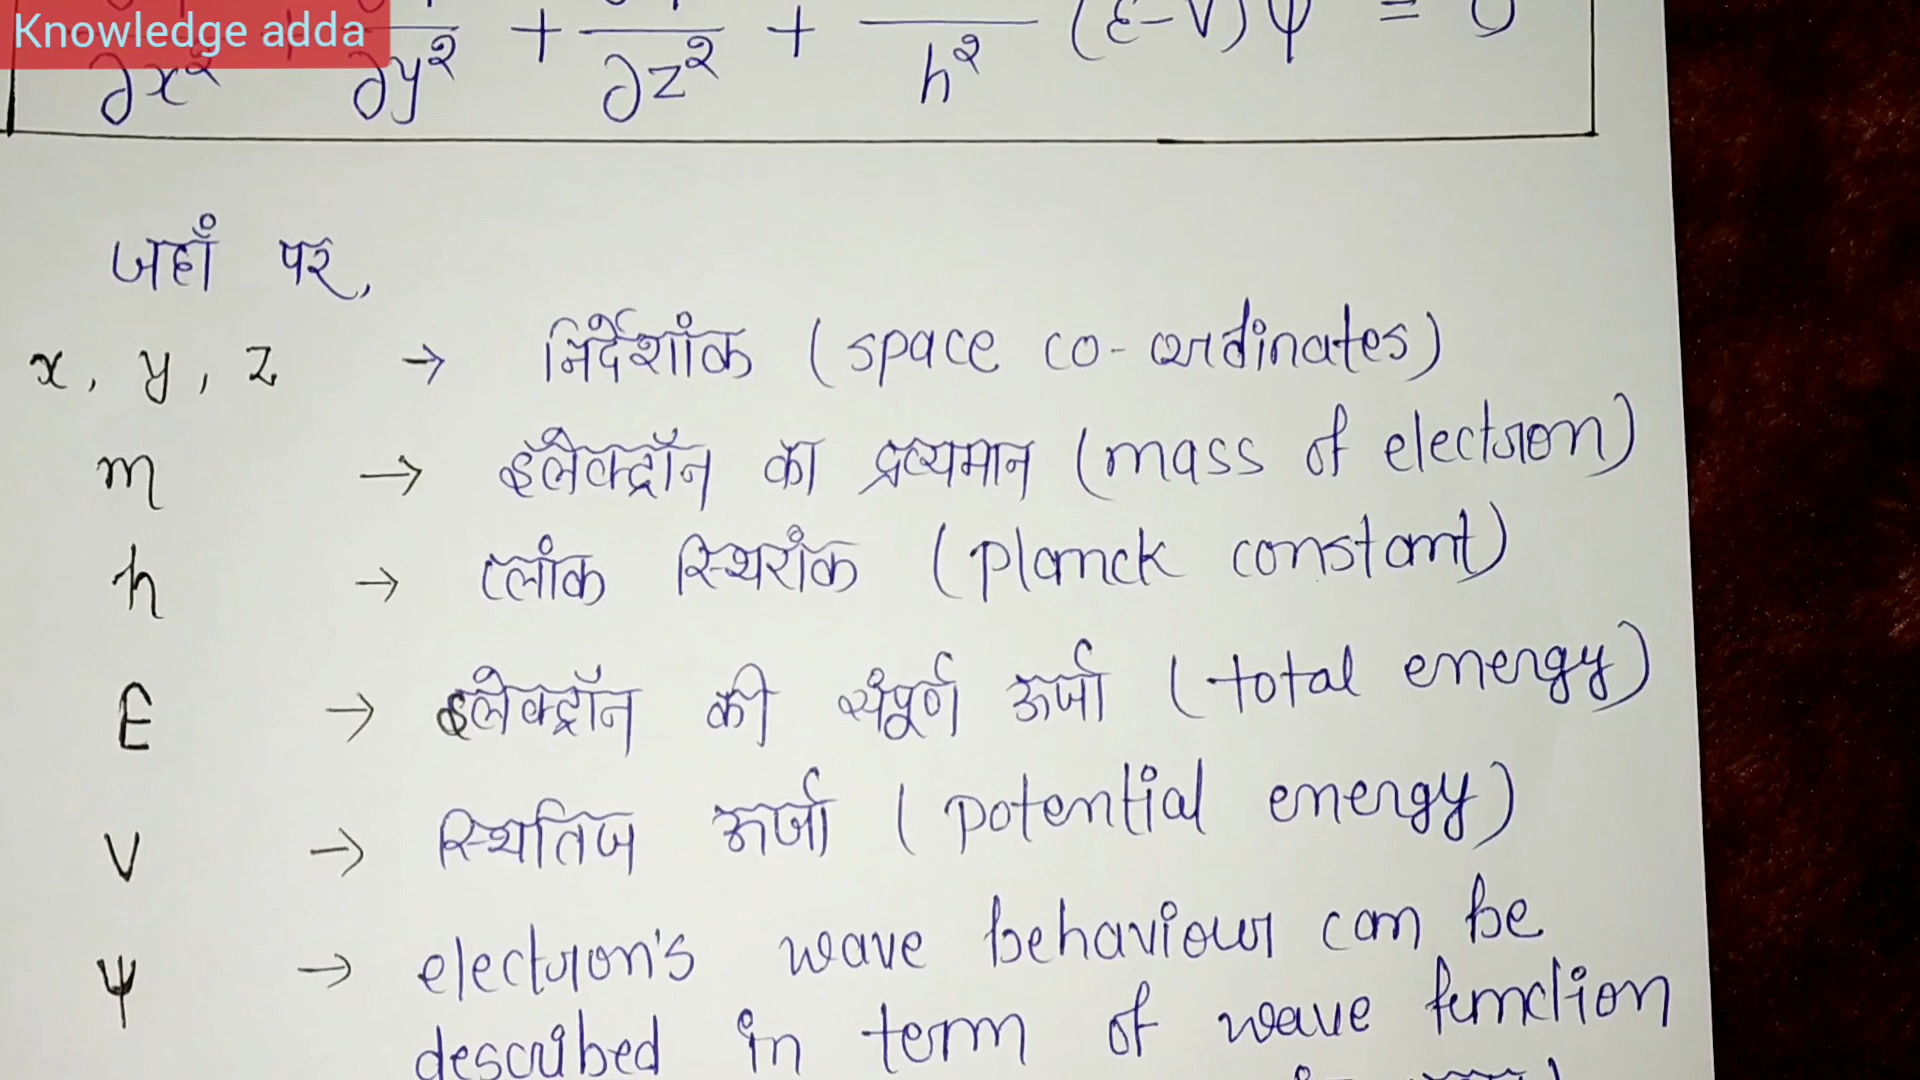 Knowledge adda
∂x² + ∂y² + ∂z² + h² (E-V)ψ = 0
जहाँ पर,
x, y, z → निर्देशांक (space co-ordinates)
m → इलेक्ट्रॉन का द्रव्यमान (mass of electron)
h → प्लांक स्थिरांक (planck constant)
E → इलेक्ट्रॉन की संपूर्ण ऊर्जा (total energy)
V → स्थितिज ऊर्जा (potential energy)
ψ → electron's wave behaviour can be
described in term of wave function